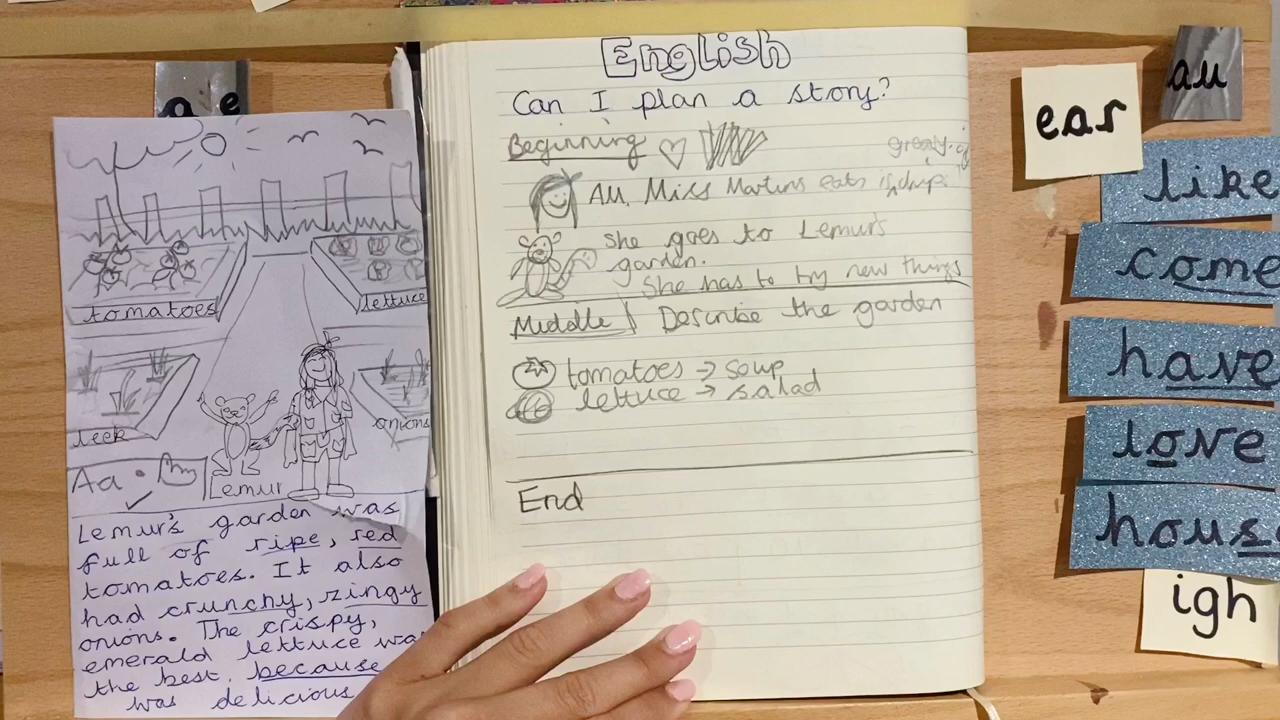 a e
tomatoes
lettuce
leek
onions
Aa
Lemur
Lemur's garden was
full of ripe, red
tomatoes. It also
had crunchy, zingy
onions. The crispy,
emerald lettuce was
the best, because
was delicious
English
Can I plan a story?
Beginning
greasy
All Miss Martins eats is
She goes to Lemur's
garden.
She has to try new things
Middle Describe the garden
tomatoes → soup
lettuce → salad
End
ear
au
like
come
have
love
house
igh